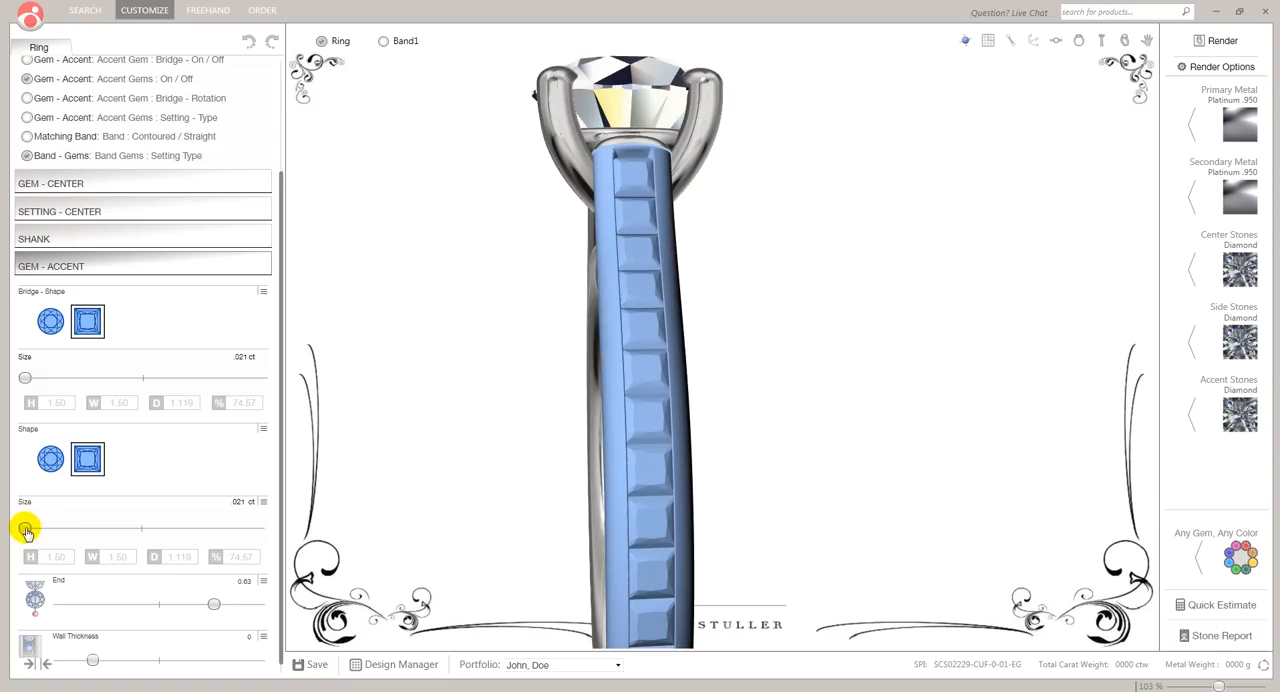 SEARCH CUSTOMIZE FREEHAND ORDER Question? Live Chat search for products...
Ring Ring Band1 Render
Render Options
Gem - Accent: Accent Gem : Bridge - On / Off
Gem - Accent: Accent Gems : On / Off
Gem - Accent: Accent Gem : Bridge - Rotation
Gem - Accent: Accent Gem : Setting - Type
Matching Band: Band : Contoured / Straight
Band - Gems: Band Gems : Setting Type
GEM - CENTER
SETTING - CENTER
SHANK
GEM - ACCENT
Bridge - Shape
Size .021 ct
H 1.50 W 1.50 D 1.119 % 74.57
Shape
Size .021 ct
H 1.50 W 1.50 D 1.119 % 74.57
End 0.63
Wall Thickness 0
STULLER
Primary Metal
Platinum .950
Secondary Metal
Platinum .950
Center Stones
Diamond
Side Stones
Diamond
Accent Stones
Diamond
Any Gem, Any Color
Quick Estimate
Stone Report
Save Design Manager Portfolio: John, Doe SPI: SCS02229-CUF-0-01-EG Total Carat Weight: 0000 ctw Metal Weight : 0000 g
103 %